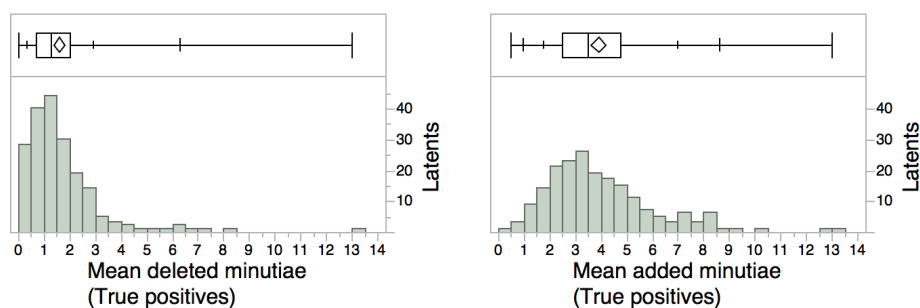 40
30
20
10
Latents
0 1 2 3 4 5 6 7 8 9 10 11 12 13 14
Mean deleted minutiae
(True positives)
40
30
20
10
Latents
0 1 2 3 4 5 6 7 8 9 10 11 12 13 14
Mean added minutiae
(True positives)